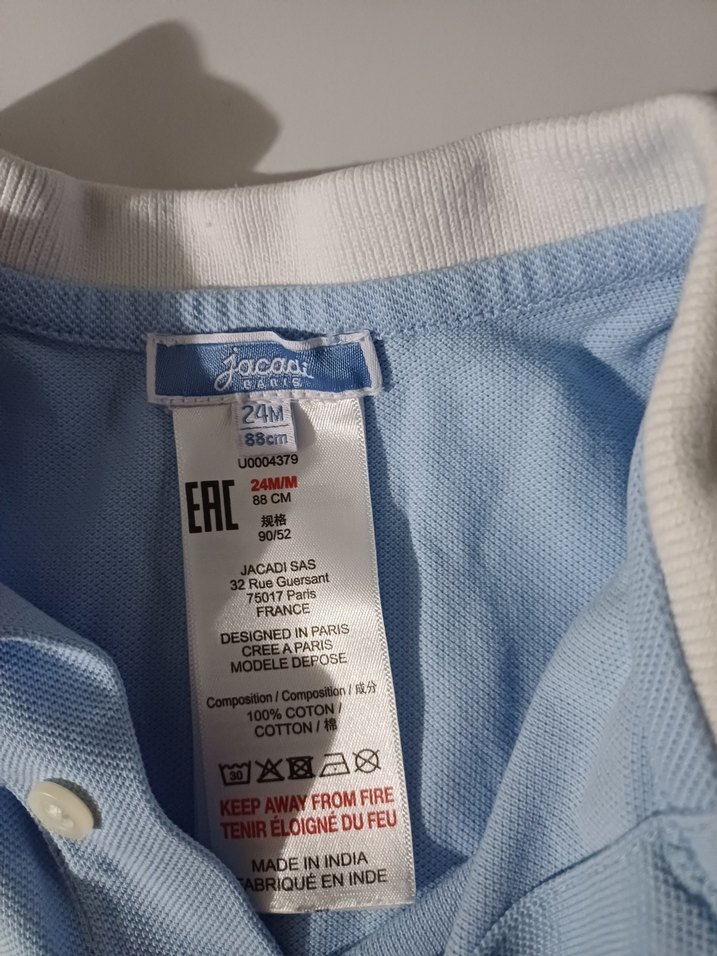 jacadi
PARIS
24M
88cm
U0004379
EAC
24M/M
88 CM
规格
90/52
JACADI SAS
32 Rue Guersant
75017 Paris
FRANCE
DESIGNED IN PARIS
CREE A PARIS
MODELE DEPOSE
Composition / Composition / 成分
100% COTON /
COTTON / 棉
30
KEEP AWAY FROM FIRE
TENIR ÉLOIGNÉ DU FEU
MADE IN INDIA
FABRIQUÉ EN INDE